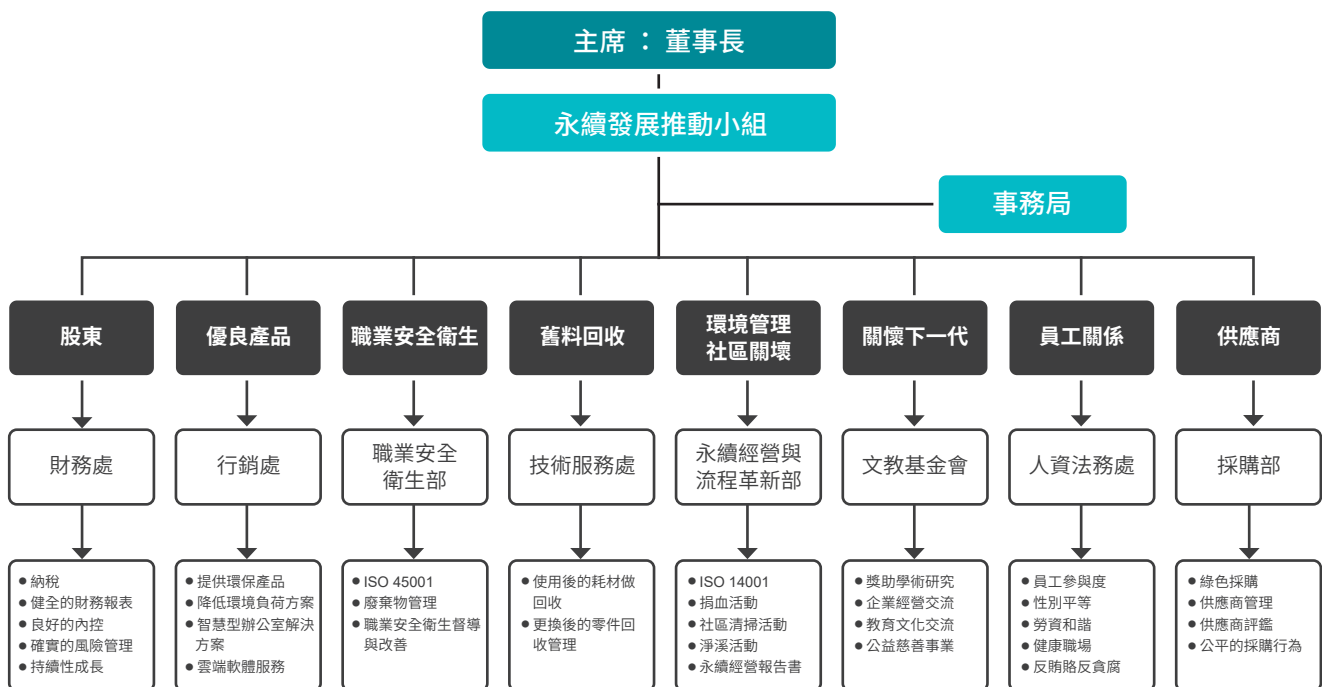 主席 : 董事長
永續發展推動小組
事務局
股東
優良產品
職業安全衛生
舊料回收
環境管理
社區關壞
關懷下一代
員工關係
供應商
財務處
行銷處
職業安全
衛生部
技術服務處
永續經營與
流程革新部
文教基金會
人資法務處
採購部
● 納稅
● 健全的財務報表
● 良好的內控
● 確實的風險管理
● 持續性成長
● 提供環保產品
● 降低環境負荷方案
● 智慧型辦公室解決
方案
● 雲端軟體服務
● ISO 45001
● 廢棄物管理
● 職業安全衛生督導
與改善
● 使用後的耗材做
回收
● 更換後的零件回
收管理
● ISO 14001
● 捐血活動
● 社區清掃活動
● 淨溪活動
● 永續經營報告書
● 獎助學術研究
● 企業經營交流
● 教育文化交流
● 公益慈善事業
● 員工參與度
● 性別平等
● 勞資和諧
● 健康職場
● 反賄賂反貪腐
● 綠色採購
● 供應商管理
● 供應商評鑑
● 公平的採購行為